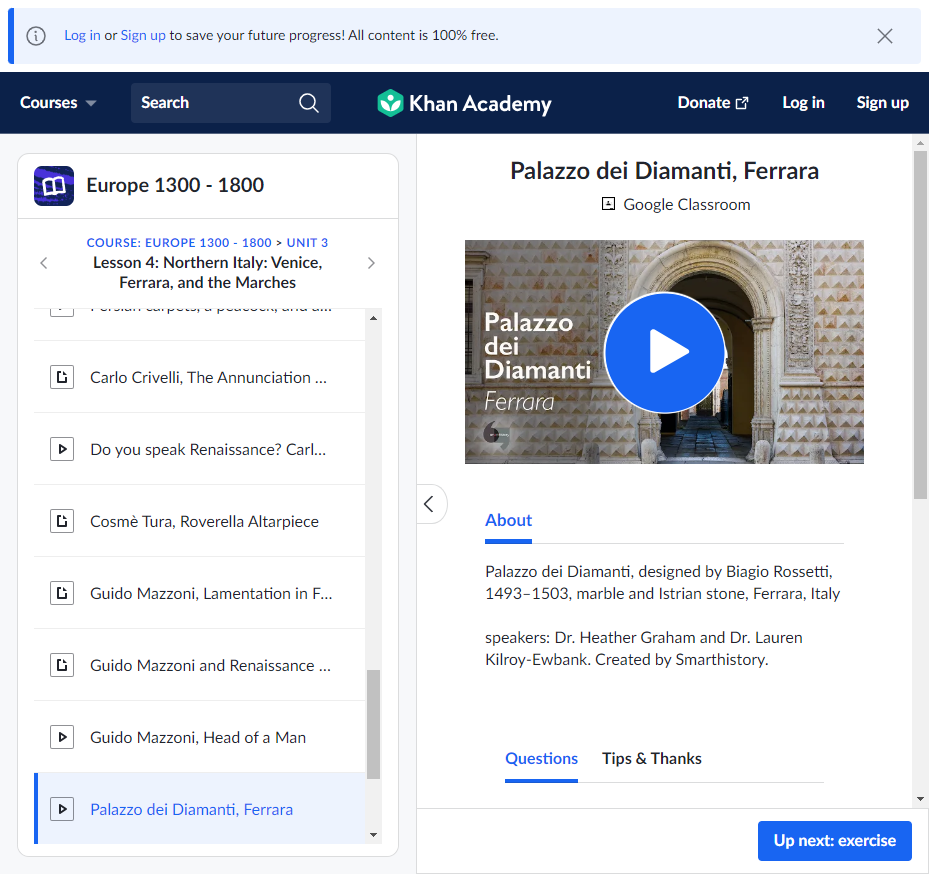 Log in or Sign up to save your future progress! All content is 100% free.
Courses
Search
Khan Academy
Donate
Log in
Sign up
Europe 1300 - 1800
COURSE: EUROPE 1300 - 1800 > UNIT 3
Lesson 4: Northern Italy: Venice,
Ferrara, and the Marches
Persian carpets, a peacock, and a...
Carlo Crivelli, The Annunciation ...
Do you speak Renaissance? Carl...
Cosmè Tura, Roverella Altarpiece
Guido Mazzoni, Lamentation in F...
Guido Mazzoni and Renaissance ...
Guido Mazzoni, Head of a Man
Palazzo dei Diamanti, Ferrara
Palazzo dei Diamanti, Ferrara
Google Classroom
Palazzo
dei
Diamanti
Ferrara
About
Palazzo dei Diamanti, designed by Biagio Rossetti,
1493–1503, marble and Istrian stone, Ferrara, Italy
speakers: Dr. Heather Graham and Dr. Lauren
Kilroy-Ewbank. Created by Smarthistory.
Questions
Tips & Thanks
Up next: exercise